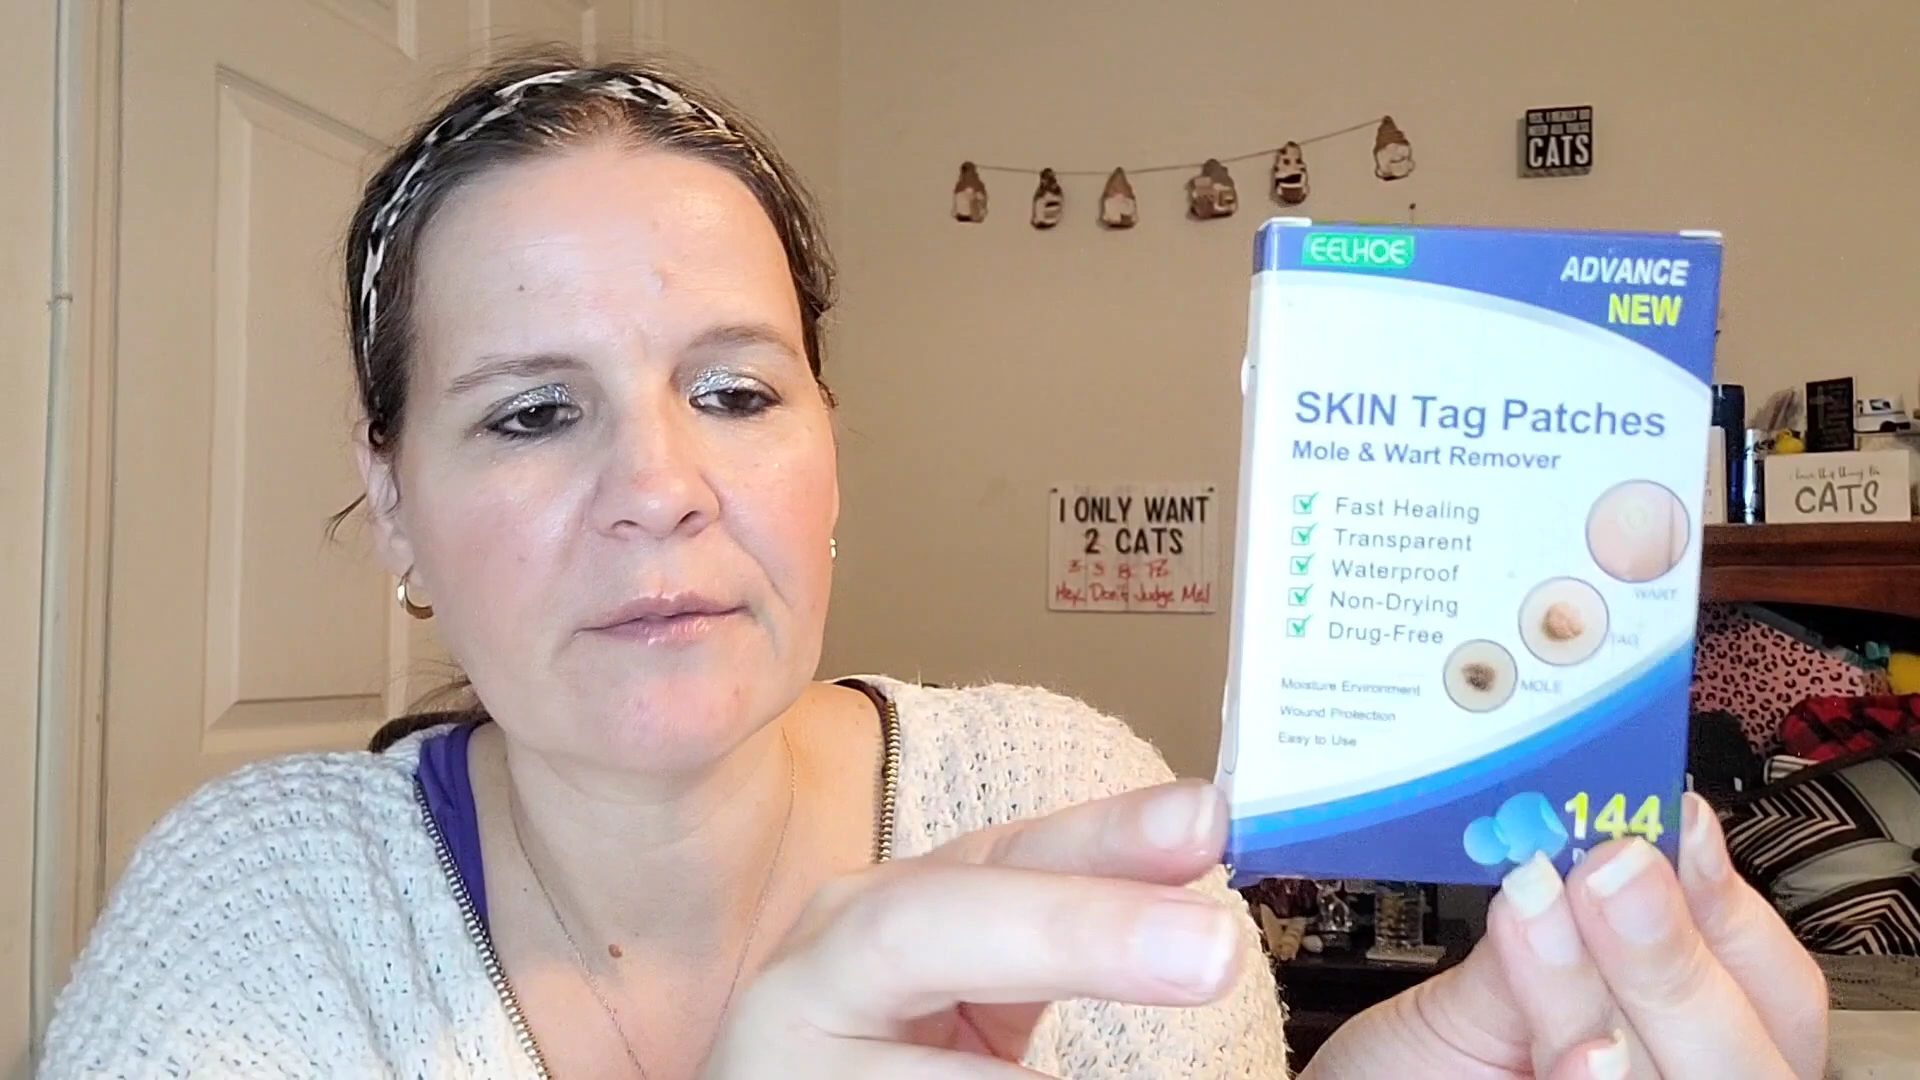 CATS
EELHOE
ADVANCE
NEW
SKIN Tag Patches
Mole & Wart Remover
Fast Healing
Transparent
Waterproof
Non-Drying
Drug-Free
WART
TAG
MOLE
Moisture Environment
Wound Protection
Easy to Use
144
I ONLY WANT
2 CATS
Hey, Don't Judge Me!
CATS